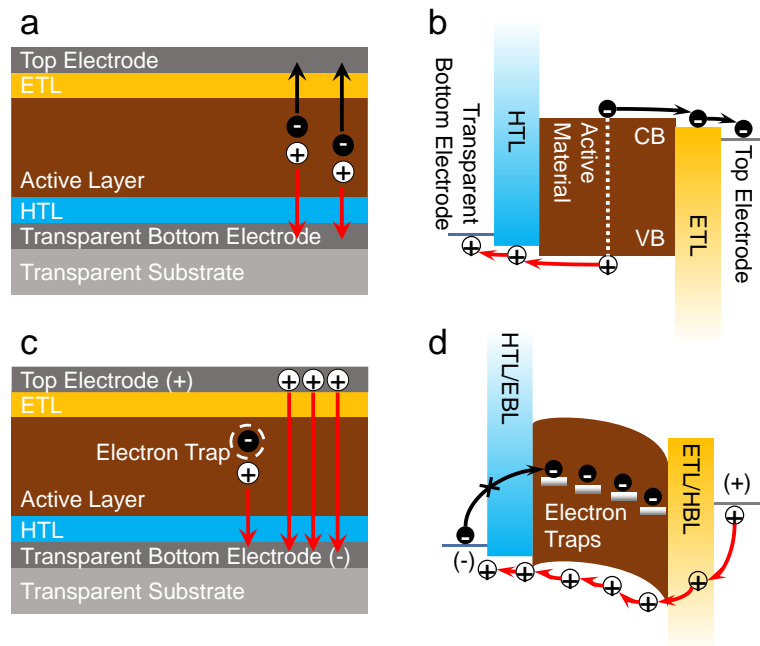 a
Top Electrode
ETL
Active Layer
HTL
Transparent Bottom Electrode
Transparent Substrate
b
Transparent
Bottom Electrode
HTL
Active
Material
CB
VB
ETL
Top Electrode
c
Top Electrode (+)
ETL
Electron Trap
Active Layer
HTL
Transparent Bottom Electrode (-)
Transparent Substrate
d
HTL/EBL
Electron
Traps
ETL/HBL
(+)
(-)